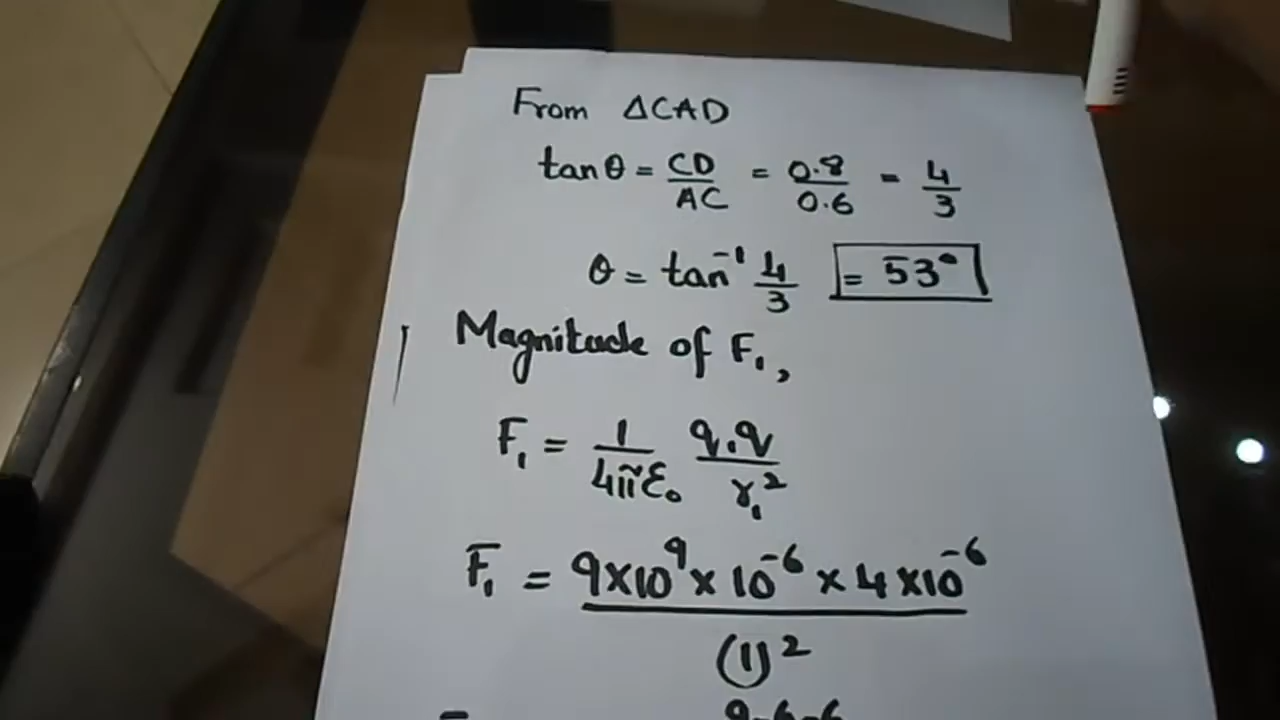 From ΔCAD
tanθ = CD/AC = 0.8/0.6 = 4/3
θ = tan⁻¹ 4/3 = 53°
Magnitude of F₁,
F₁ = 1/4πε₀ q.q/r₁²
F₁ = 9×10⁹×10⁻⁶×4×10⁻⁶/(1)²